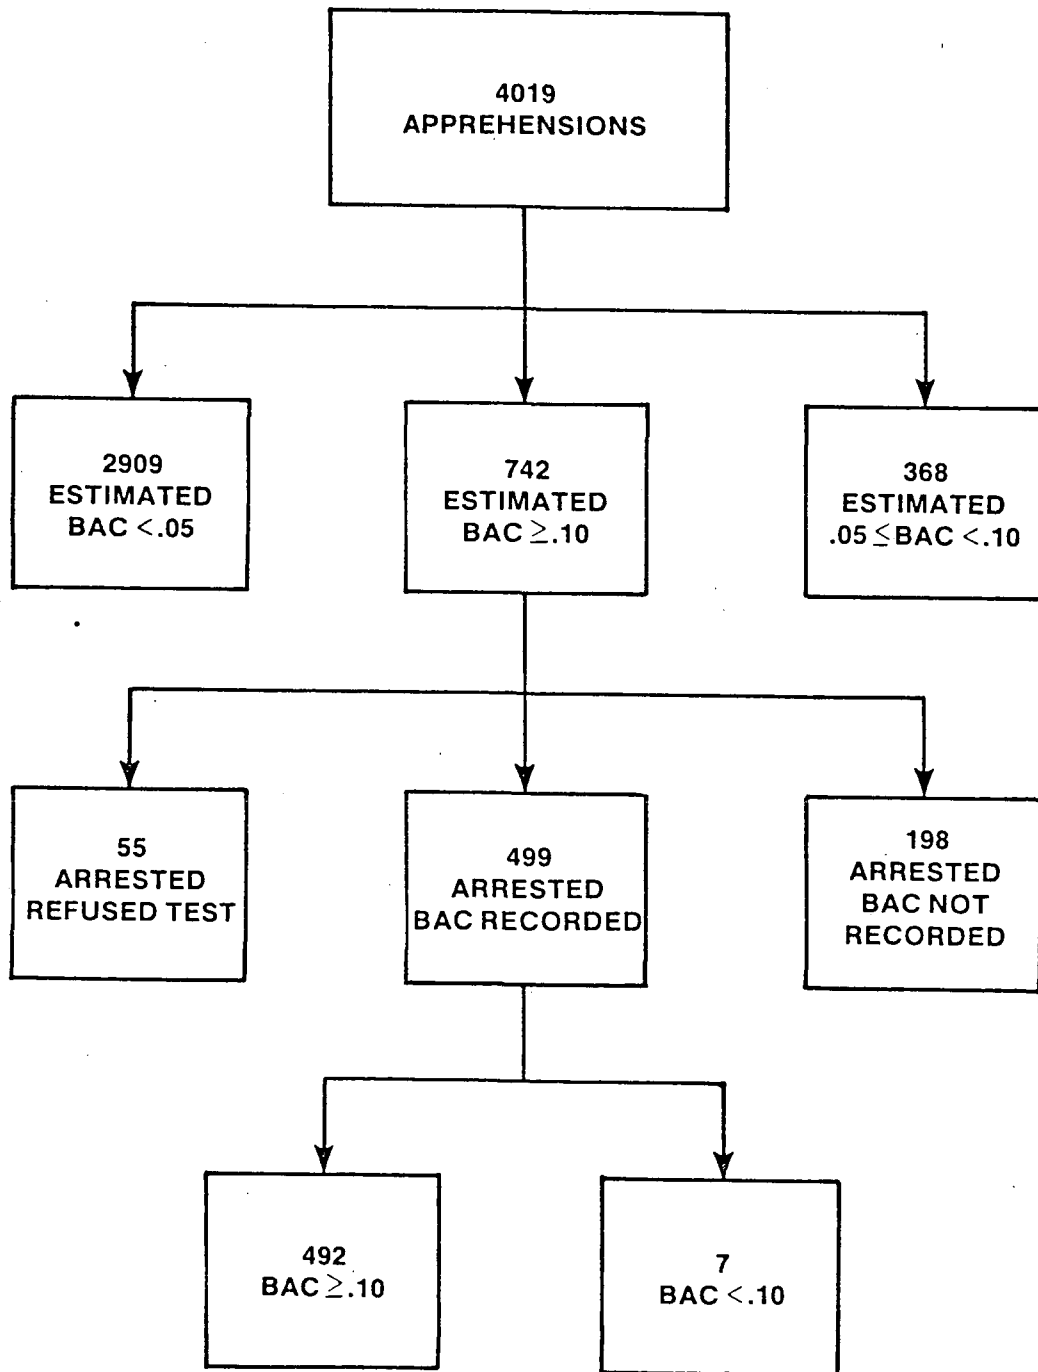 4019
APPREHENSIONS
2909
ESTIMATED
BAC <.05
742
ESTIMATED
BAC ≥.10
368
ESTIMATED
.05 ≤BAC <.10
55
ARRESTED
REFUSED TEST
499
ARRESTED
BAC RECORDED
198
ARRESTED
BAC NOT
RECORDED
492
BAC ≥.10
7
BAC <.10